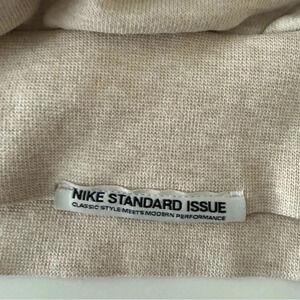 NIKE STANDARD ISSUE
CLASSIC STYLE MEETS MODERN PERFORMANCE